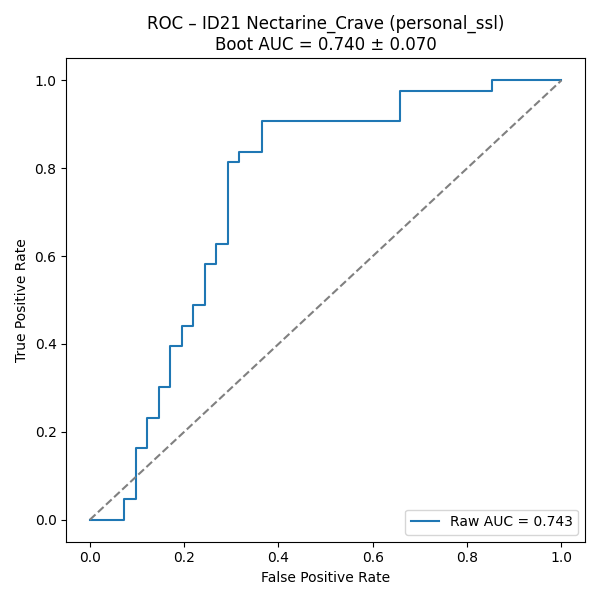 ROC – ID21 Nectarine_Crave (personal_ssl)
Boot AUC = 0.740 ± 0.070
1.0
0.8
0.6
0.4
0.2
0.0
True Positive Rate
Raw AUC = 0.743
0.0 0.2 0.4 0.6 0.8 1.0
False Positive Rate